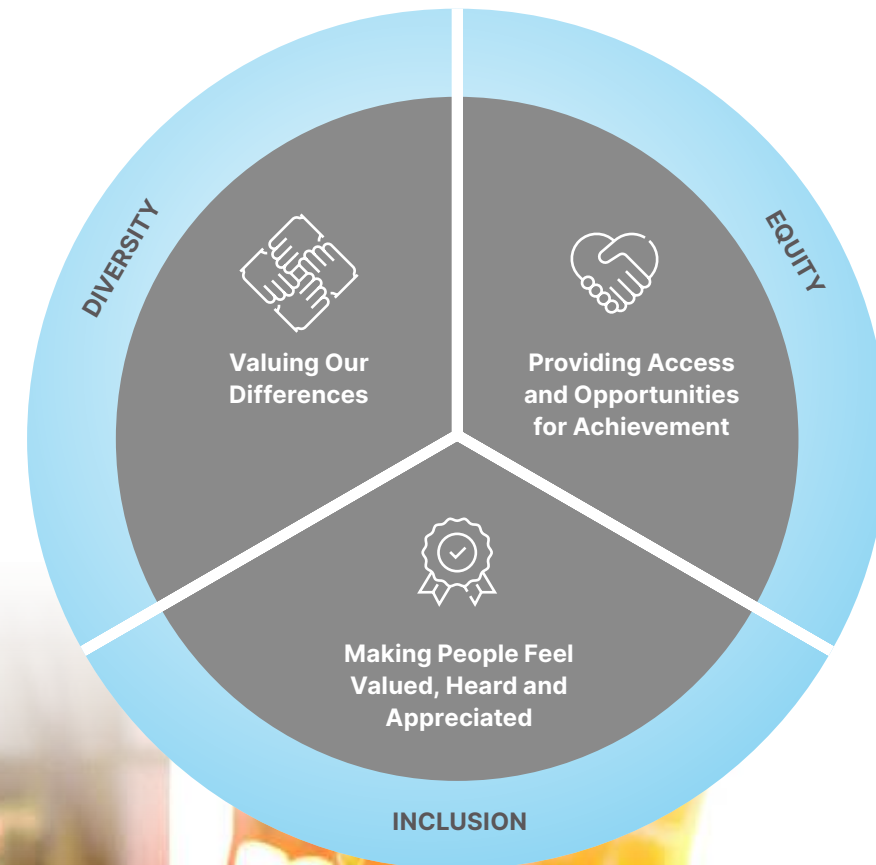 DIVERSITY
Valuing Our
Differences
EQUITY
Providing Access
and Opportunities
for Achievement
Making People Feel
Valued, Heard and
Appreciated
INCLUSION